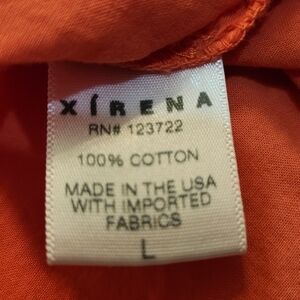 XÍRENA
RN# 123722
100% COTTON
MADE IN THE USA
WITH IMPORTED
FABRICS
L